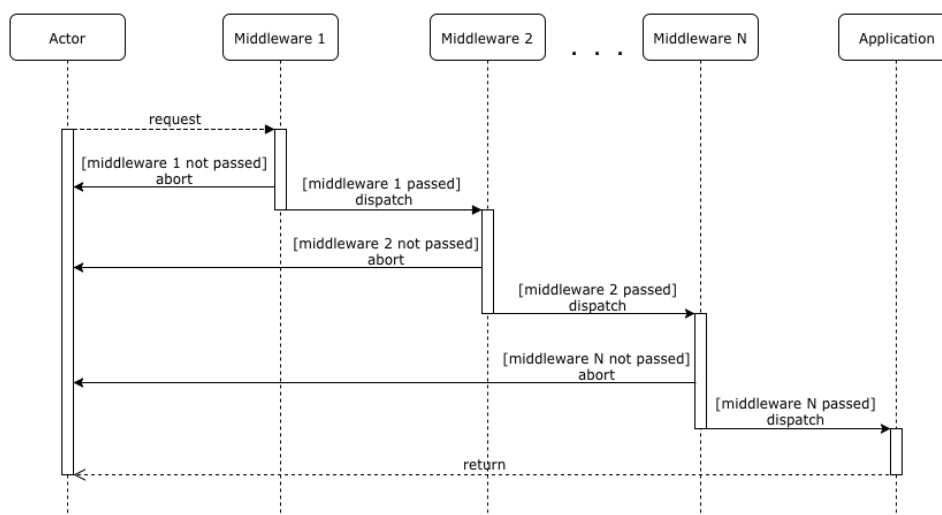 Actor
Middleware 1
Middleware 2
. . .
Middleware N
Application
request
[middleware 1 not passed]
abort
[middleware 1 passed]
dispatch
[middleware 2 not passed]
abort
[middleware 2 passed]
dispatch
[middleware N not passed]
abort
[middleware N passed]
dispatch
return